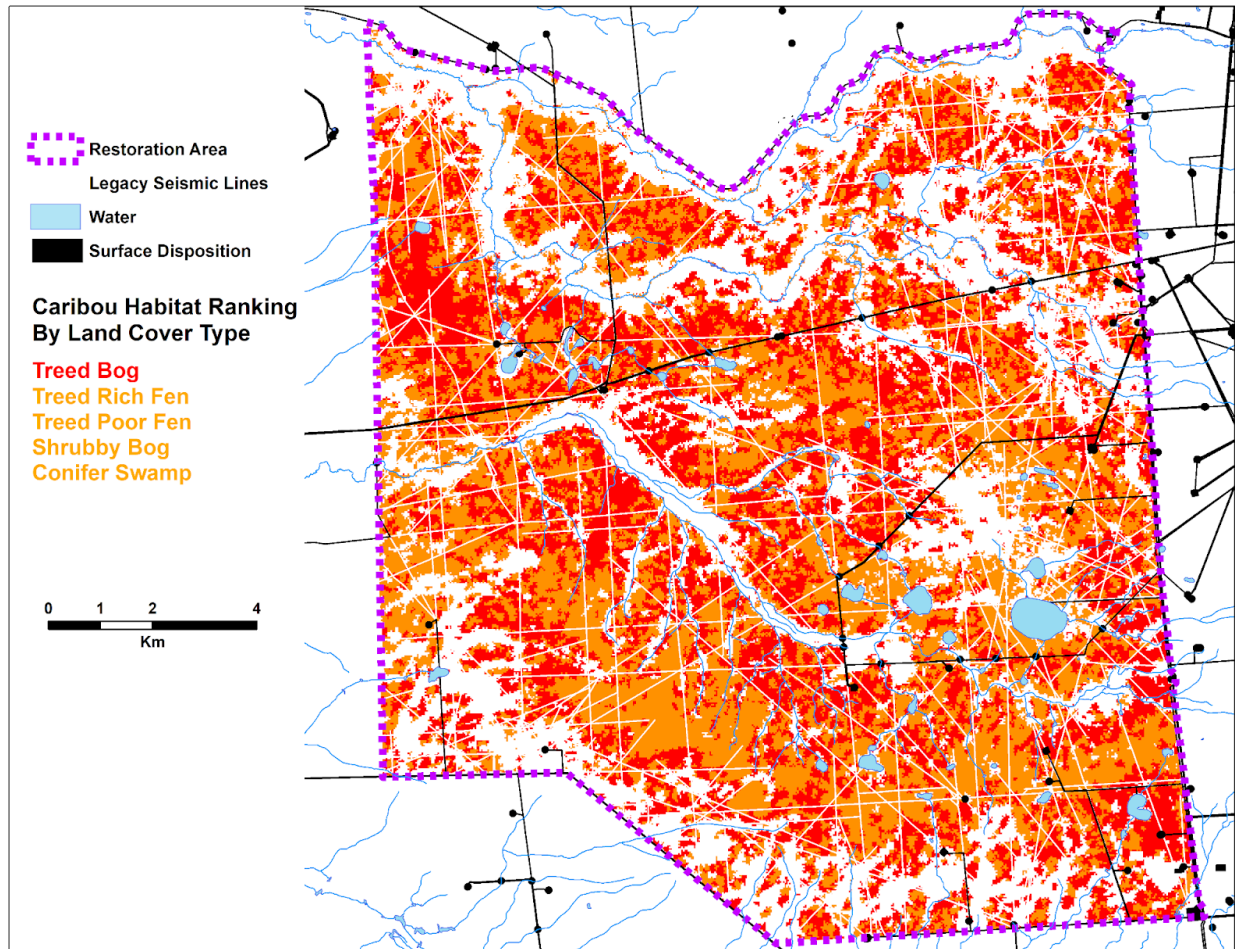 Restoration Area
Legacy Seismic Lines
Water
Surface Disposition
Caribou Habitat Ranking
By Land Cover Type
Treed Bog
Treed Rich Fen
Treed Poor Fen
Shrubby Bog
Conifer Swamp
0 1 2 4
Km